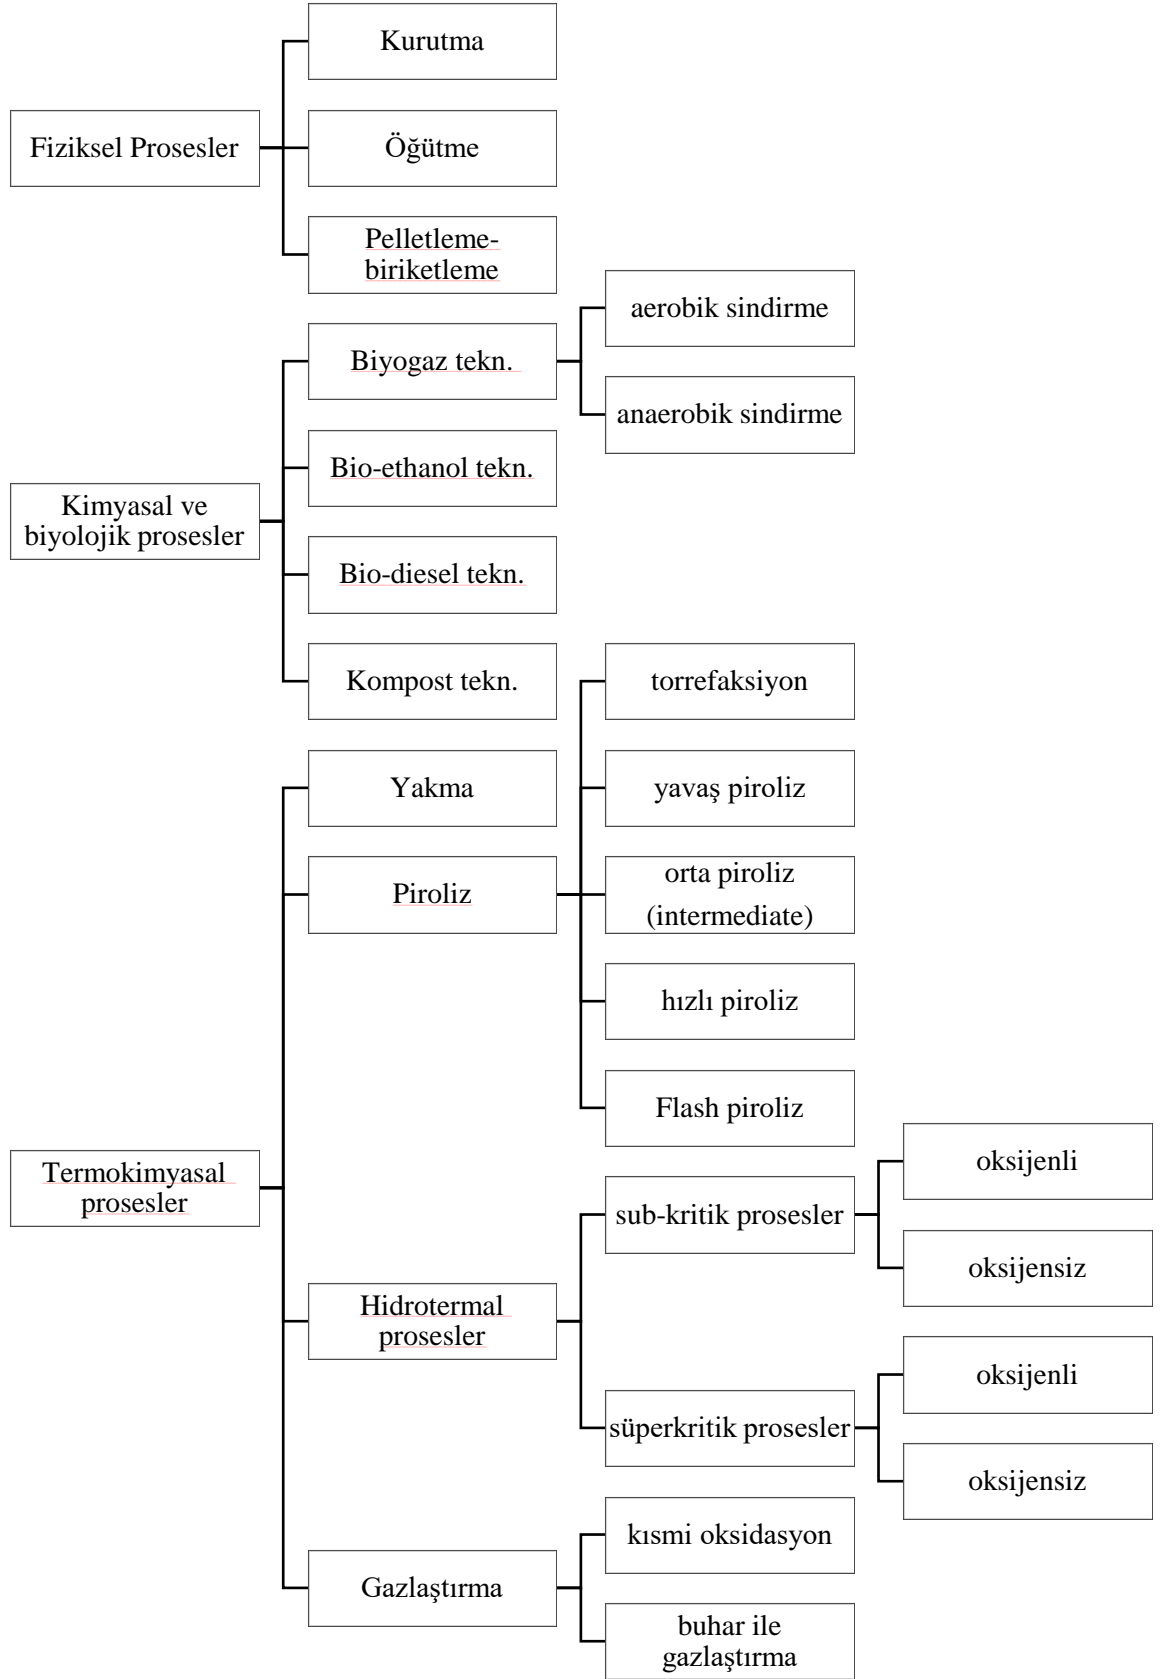 Fiziksel Prosesler
Kurutma
Öğütme
Pelletleme-
biriketleme
Kimyasal ve
biyolojik prosesler
Biyogaz tekn.
aerobik sindirme
anaerobik sindirme
Bio-ethanol tekn.
Bio-diesel tekn.
Kompost tekn.
Termokimyasal
prosesler
Yakma
Piroliz
torrefaksiyon
yavaş piroliz
orta piroliz
(intermediate)
hızlı piroliz
Flash piroliz
Hidrotermal
prosesler
sub-kritik prosesler
oksijenli
oksijensiz
süperkritik prosesler
oksijenli
oksijensiz
Gazlaştırma
kısmi oksidasyon
buhar ile
gazlaştırma